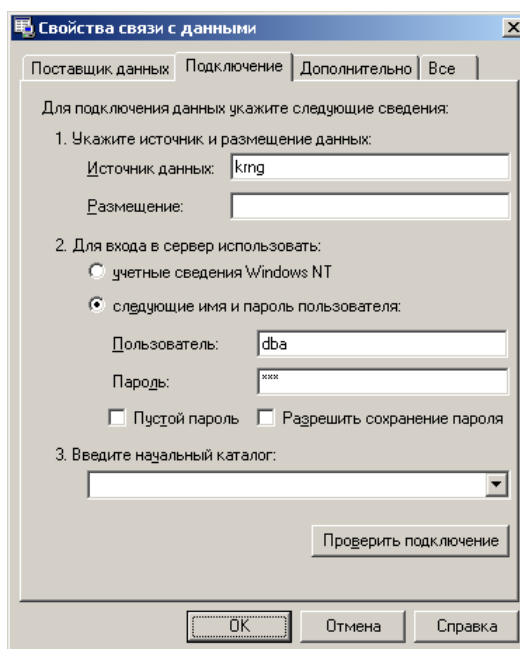 Свойства связи с данными
Поставщик данных Подключение Дополнительно Все
Для подключения данных укажите следующие сведения:
1. Укажите источник и размещение данных:
Источник данных: krng
Размещение:
2. Для входа в сервер использовать:
учетные сведения Windows NT
следующие имя и пароль пользователя:
Пользователь: dba
Пароль: ***
Пустой пароль Разрешить сохранение пароля
3. Введите начальный каталог:
Проверить подключение
OK Отмена Справка